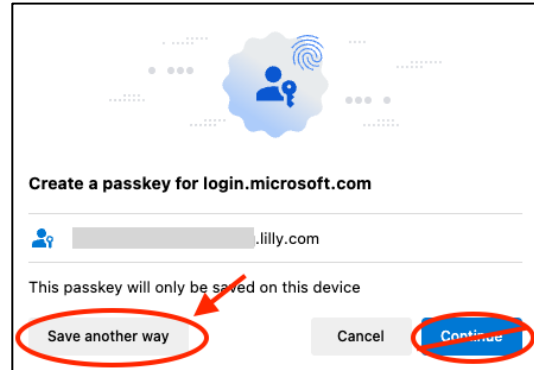 Create a passkey for login.microsoft.com
.lilly.com
This passkey will only be saved on this device
Save another way
Cancel
Continue